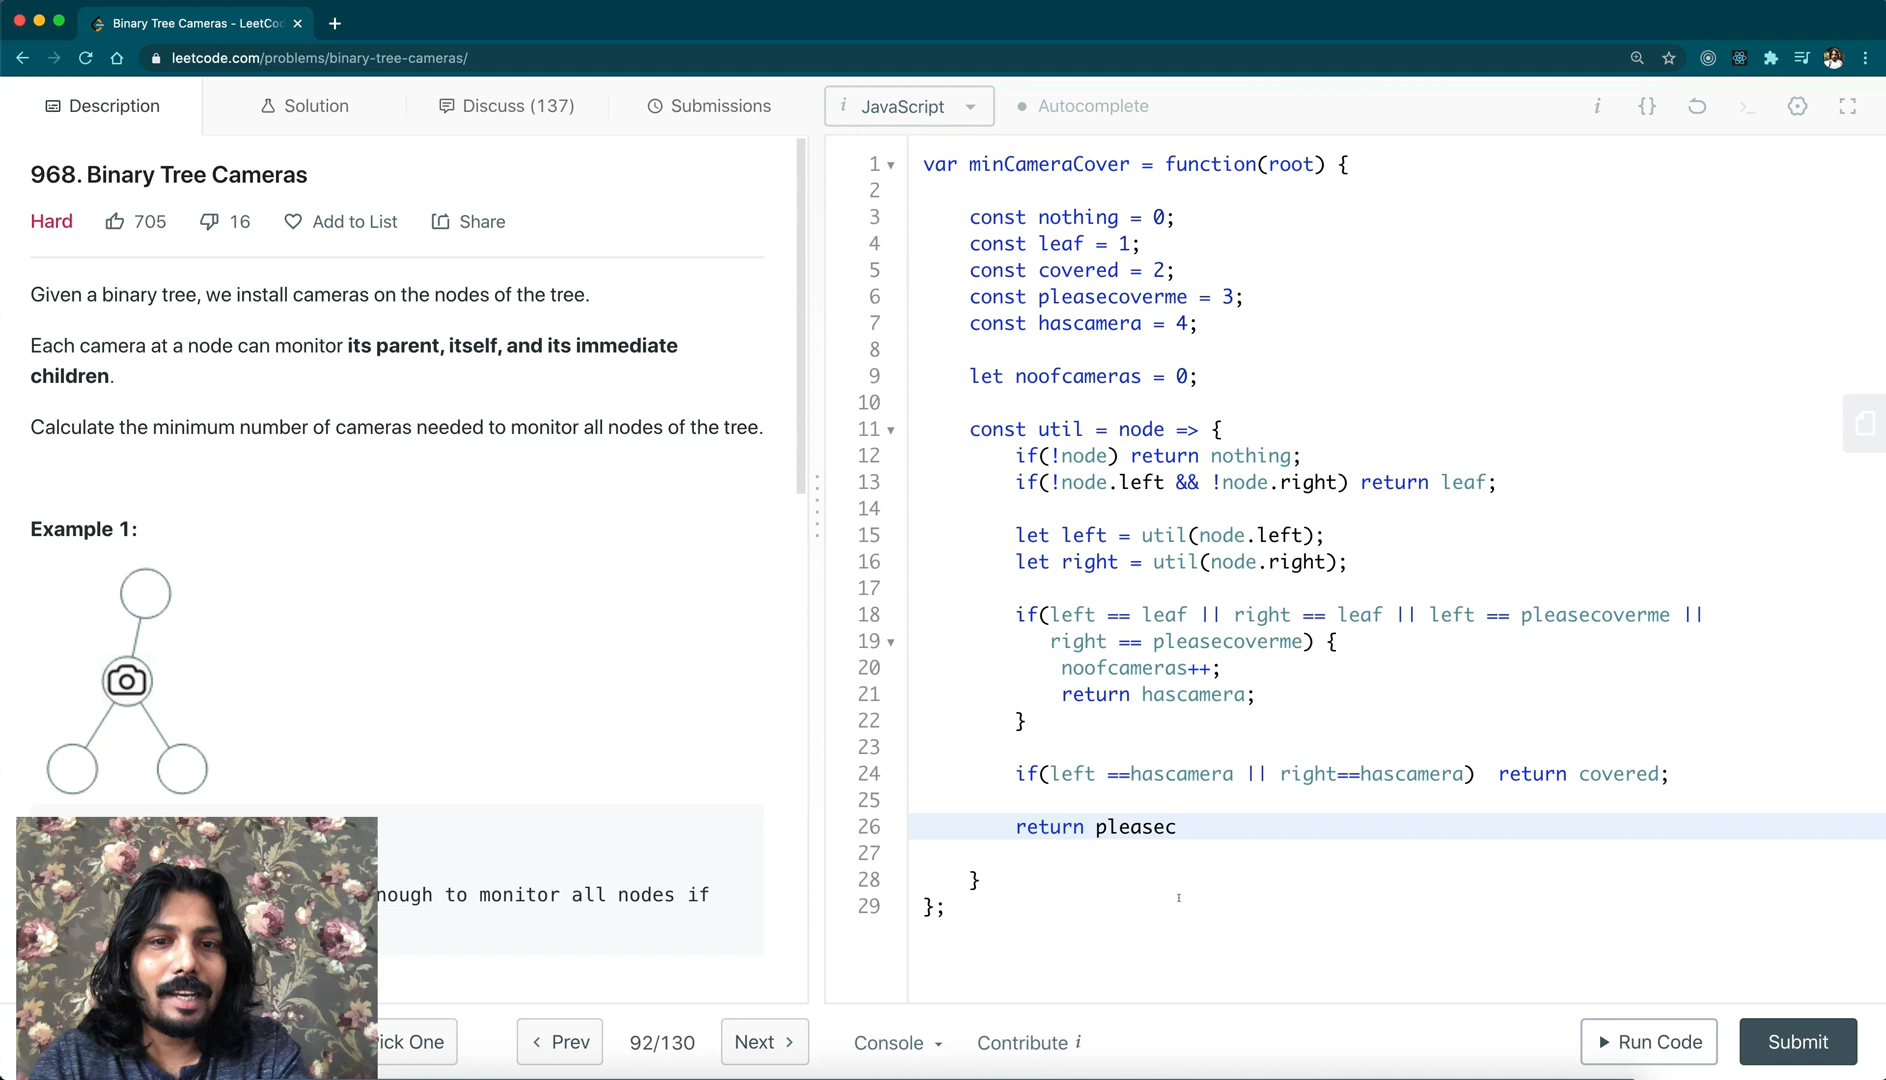 Binary Tree Cameras - LeetCo
leetcode.com/problems/binary-tree-cameras/
Description
Solution
Discuss (137)
Submissions
i JavaScript
Autocomplete
i {}
968. Binary Tree Cameras
Hard 705 16 Add to List Share
Given a binary tree, we install cameras on the nodes of the tree.
Each camera at a node can monitor its parent, itself, and its immediate
children.
Calculate the minimum number of cameras needed to monitor all nodes of the tree.
Example 1:
nough to monitor all nodes if
1 var minCameraCover = function(root) {
2
3 const nothing = 0;
4 const leaf = 1;
5 const covered = 2;
6 const pleasecoverme = 3;
7 const hascamera = 4;
8
9 let noofcameras = 0;
10
11 const util = node => {
12 if(!node) return nothing;
13 if(!node.left && !node.right) return leaf;
14
15 let left = util(node.left);
16 let right = util(node.right);
17
18 if(left == leaf || right == leaf || left == pleasecoverme ||
19 right == pleasecoverme) {
20 noofcameras++;
21 return hascamera;
22 }
23
24 if(left ==hascamera || right==hascamera)  return covered;
25
26 return pleasec
27
28 }
29 };
ick One
Prev
92/130
Next
Console
Contribute i
Run Code
Submit